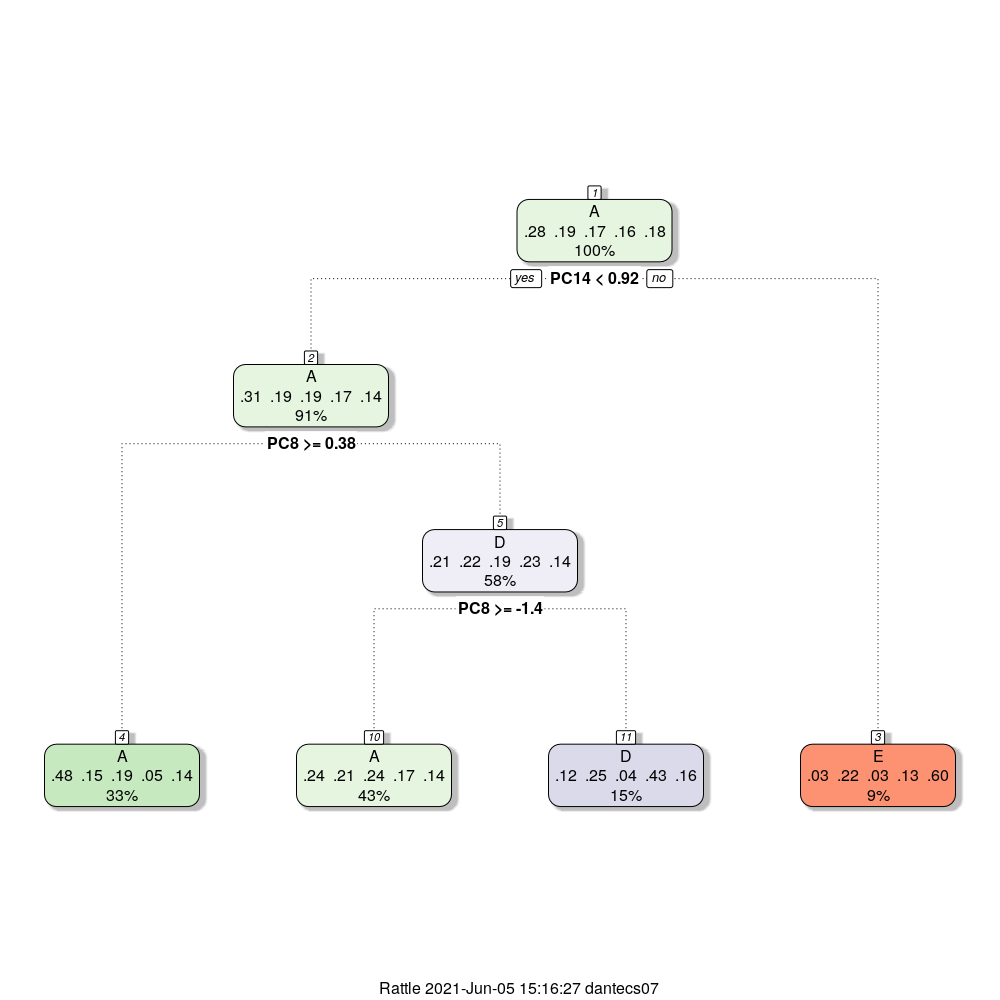 1
A
.28 .19 .17 .16 .18
100%
yes PC14 < 0.92 no
2
A
.31 .19 .19 .17 .14
91%
PC8 >= 0.38
5
D
.21 .22 .19 .23 .14
58%
PC8 >= -1.4
4
A
.48 .15 .19 .05 .14
33%
10
A
.24 .21 .24 .17 .14
43%
11
D
.12 .25 .04 .43 .16
15%
3
E
.03 .22 .03 .13 .60
9%
Rattle 2021-Jun-05 15:16:27 dantecs07